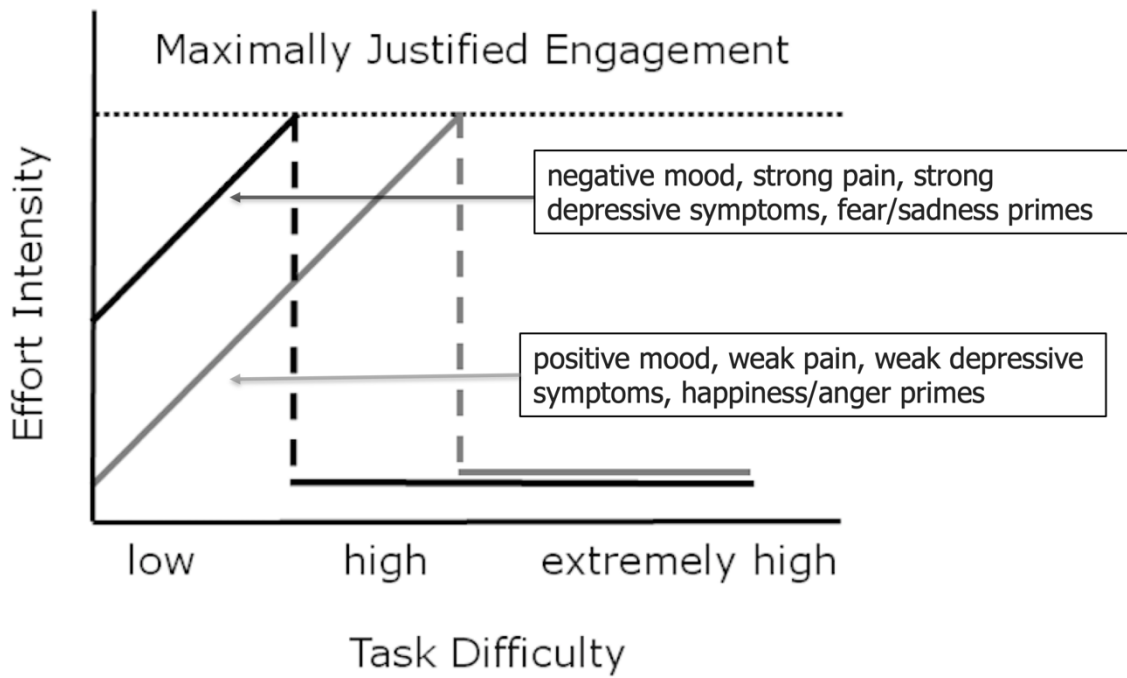 Maximally Justified Engagement
negative mood, strong pain, strong
depressive symptoms, fear/sadness primes
positive mood, weak pain, weak depressive
symptoms, happiness/anger primes
Effort Intensity
low high extremely high
Task Difficulty